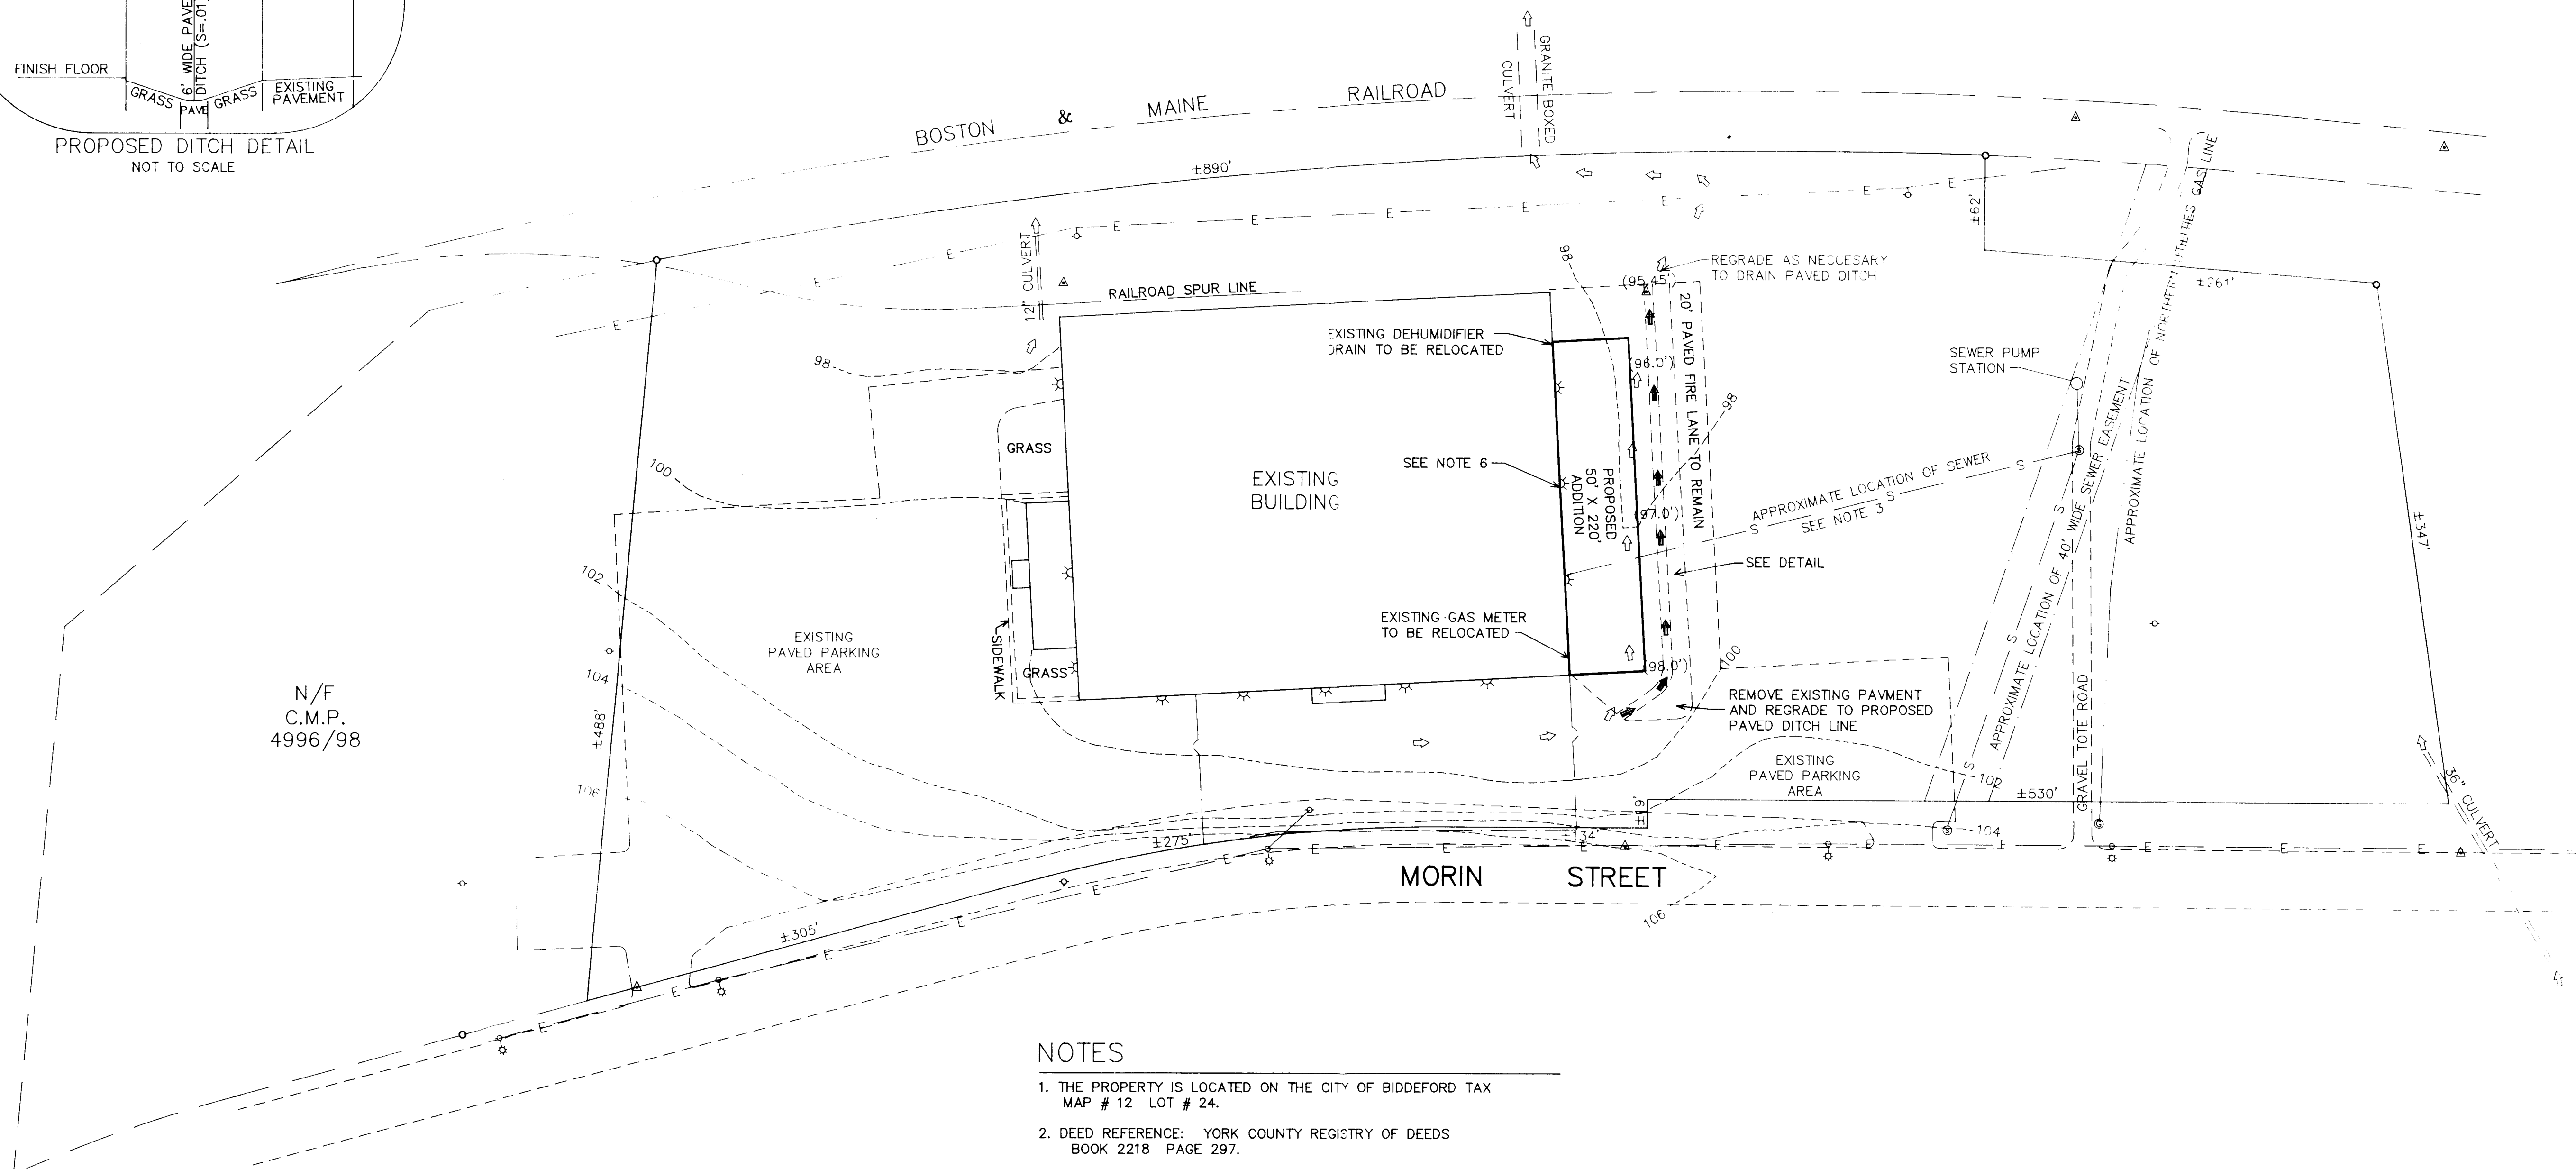 6' WIDE PAVE
DITCH (S=.01
FINISH FLOOR
GRASS
PAVE
GRASS
EXISTING
PAVEMENT
PROPOSED DITCH DETAIL
NOT TO SCALE
BOSTON & MAINE RAILROAD
GRANITE BOXED
CULVERT
±890'
E E E E E E E E E
±62'
12" CULVERT
RAILROAD SPUR LINE
98
(95.45')
REGRADE AS NECCESARY
TO DRAIN PAVED DITCH
±261'
APPROXIMATE LOCATION OF NORTHERN UTILITIES GAS LINE
EXISTING DEHUMIDIFIER
DRAIN TO BE RELOCATED
20' PAVED FIRE LANE TO REMAIN
(96.0')
98
98
SEWER PUMP
STATION
GRASS
100
EXISTING
BUILDING
SEE NOTE 6
PROPOSED
50' X 220'
ADDITION
(97.0')
APPROXIMATE LOCATION OF SEWER
SEE NOTE 3
S S S
S S S
APPROXIMATE LOCATION OF 40' WIDE SEWER EASEMENT
±347'
102
SEE DETAIL
EXISTING GAS METER
TO BE RELOCATED
EXISTING
PAVED PARKING
AREA
SIDEWALK
GRASS
(98.0')
100
104
N/F
C.M.P.
4996/98
±488'
REMOVE EXISTING PAVMENT
AND REGRADE TO PROPOSED
PAVED DITCH LINE
GRAVEL TOTE ROAD
106
EXISTING
PAVED PARKING
AREA
102
±530'
36" CULVERT
±19'
±275'
±134'
104
MORIN STREET
106
±305'
E E E E E E E E E E E E E E
NOTES
1. THE PROPERTY IS LOCATED ON THE CITY OF BIDDEFORD TAX
MAP # 12 LOT # 24.
2. DEED REFERENCE: YORK COUNTY REGISTRY OF DEEDS
BOOK 2218 PAGE 297.